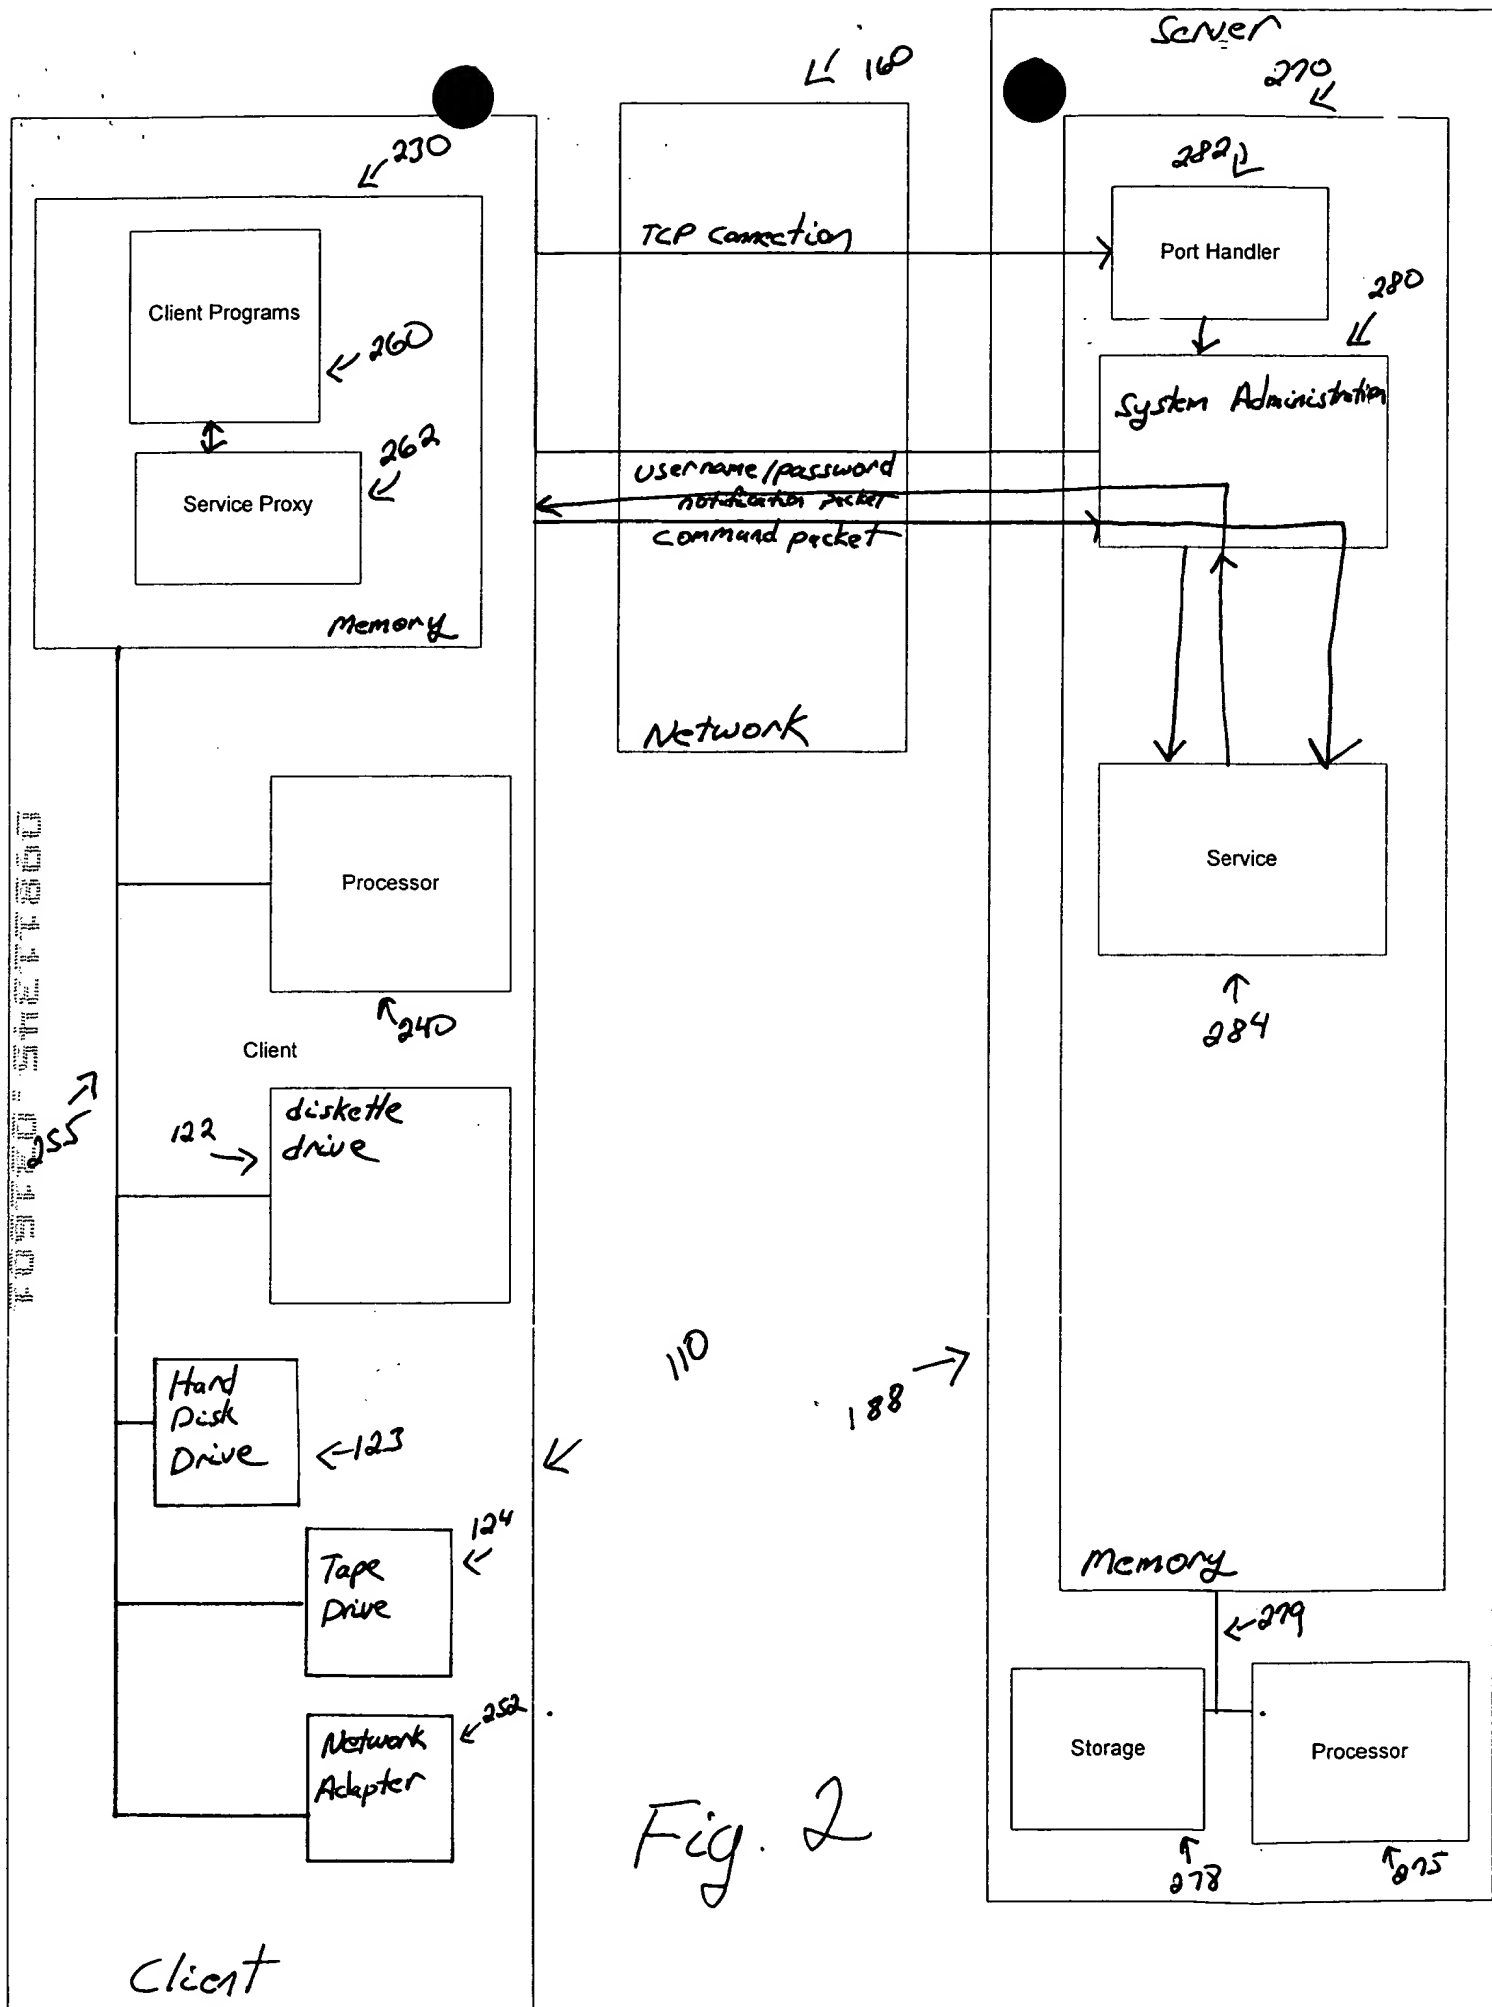 Server
160
270
230
282
TCP Connection
Port Handler
Client Programs
280
260
System Administration
262
username/password
Service Proxy
notification packet
command packet
Memory
Network
Service
Processor
284
240
Client
diskette
drive
122
255
110
188
Hand
Disk
Drive
123
124
Tape
Drive
Memory
279
252
Network
Adapter
Storage
Processor
Fig. 2
278
275
Client